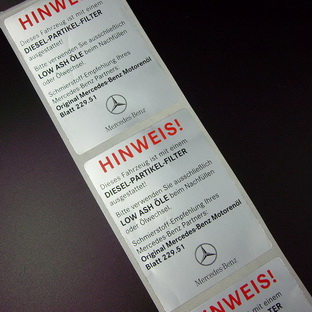 HINWEIS!
Dieses Fahrzeug ist mit einem
DIESEL-PARTIKEL-FILTER
ausgestattet!
Bitte verwenden Sie ausschließlich
LOW ASH ÖLE beim Nachfüllen
oder Ölwechsel.
Schmierstoff-Empfehlung Ihres
Mercedes-Benz Partners:
Original Mercedes-Benz Motorenöl
Blatt 229.51
Mercedes-Benz
HINWEIS!
Dieses Fahrzeug ist mit einem
DIESEL-PARTIKEL-FILTER
ausgestattet!
Bitte verwenden Sie ausschließlich
LOW ASH ÖLE beim Nachfüllen
oder Ölwechsel.
Schmierstoff-Empfehlung Ihres
Mercedes-Benz Partners:
Original Mercedes-Benz Motorenöl
Blatt 229.51
Mercedes-Benz
HINWEIS!
ist mit einem